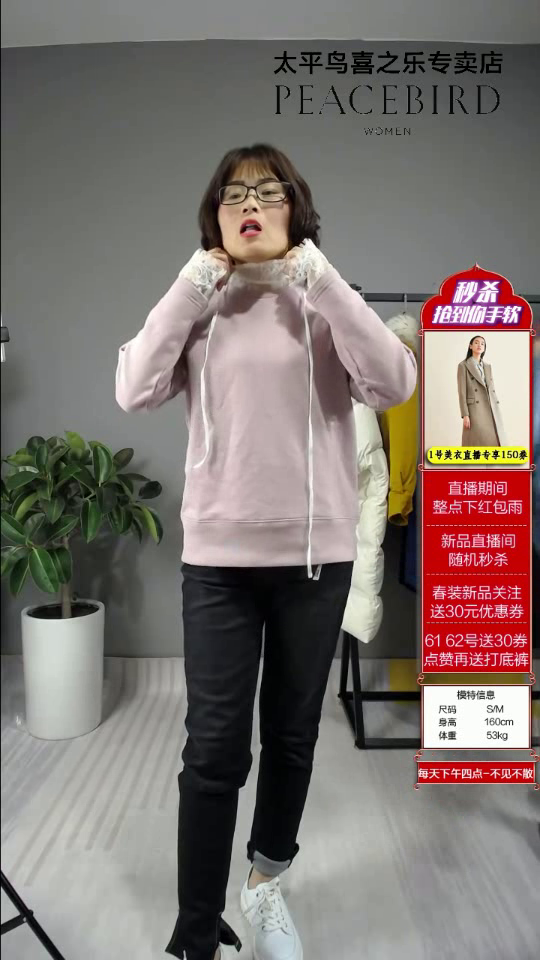 太平鸟喜之乐专卖店
PEACEBIRD
WOMEN
秒杀
抢到你手软
1号美衣直播专享150券
直播期间
整点下红包雨
新品直播间
随机秒杀
春装新品关注
送30元优惠券
61 62号送30券
点赞再送打底裤
模特信息
尺码 S/M
身高 160cm
体重 53kg
每天下午四点-不见不散